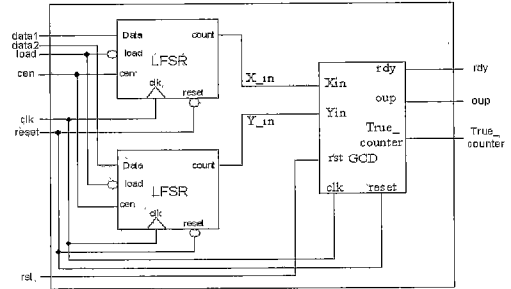 data1
data2
load
cen
clk
reset
rst
Data
count
load
LFSR
cen
clk
reset
X_in
Y_in
Data
count
load
LFSR
cen
clk
reset
Xin
rdy
Yin
oup
True_
counter
rst GCD
clk
reset
rdy
oup
True_
counter